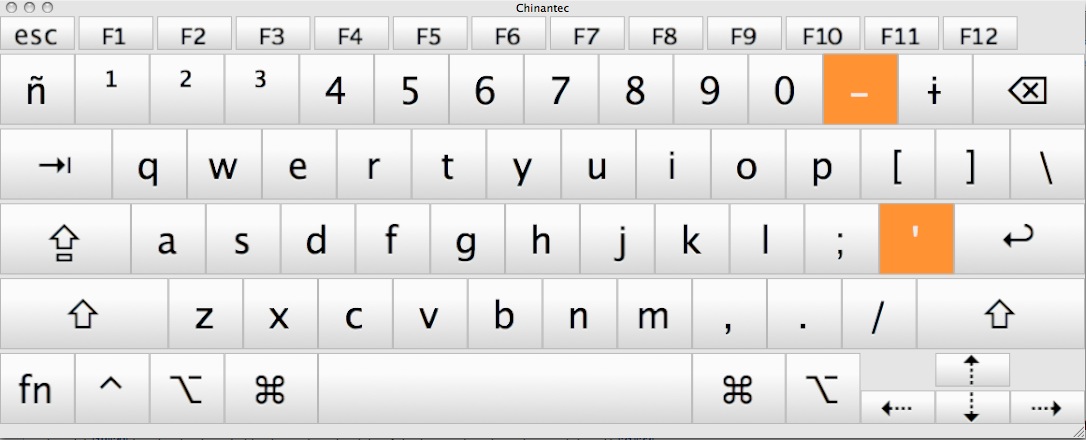 Chinantec
esc F1 F2 F3 F4 F5 F6 F7 F8 F9 F10 F11 F12
ñ ¹ ² ³ 4 5 6 7 8 9 0 – ɨ ⌫
⇥ q w e r t y u i o p [ ] \
⇪ a s d f g h j k l ; ' ↩
⇧ z x c v b n m , . / ⇧
fn ^ ⌥ ⌘ ⌘ ⌥ ⇠ ⇡ ⇣ ⇢